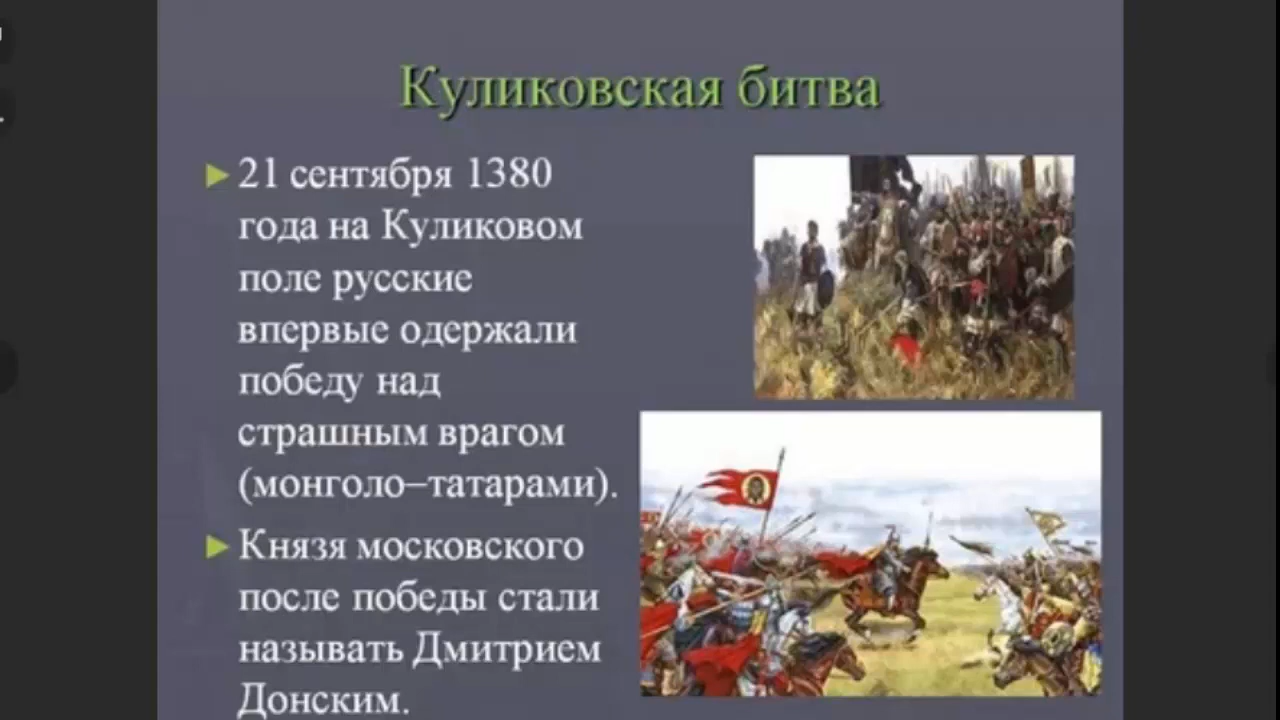 Куликовская битва
21 сентября 1380
года на Куликовом
поле русские
впервые одержали
победу над
страшным врагом
(монголо–татарами).
Князя московского
после победы стали
называть Дмитрием
Донским.